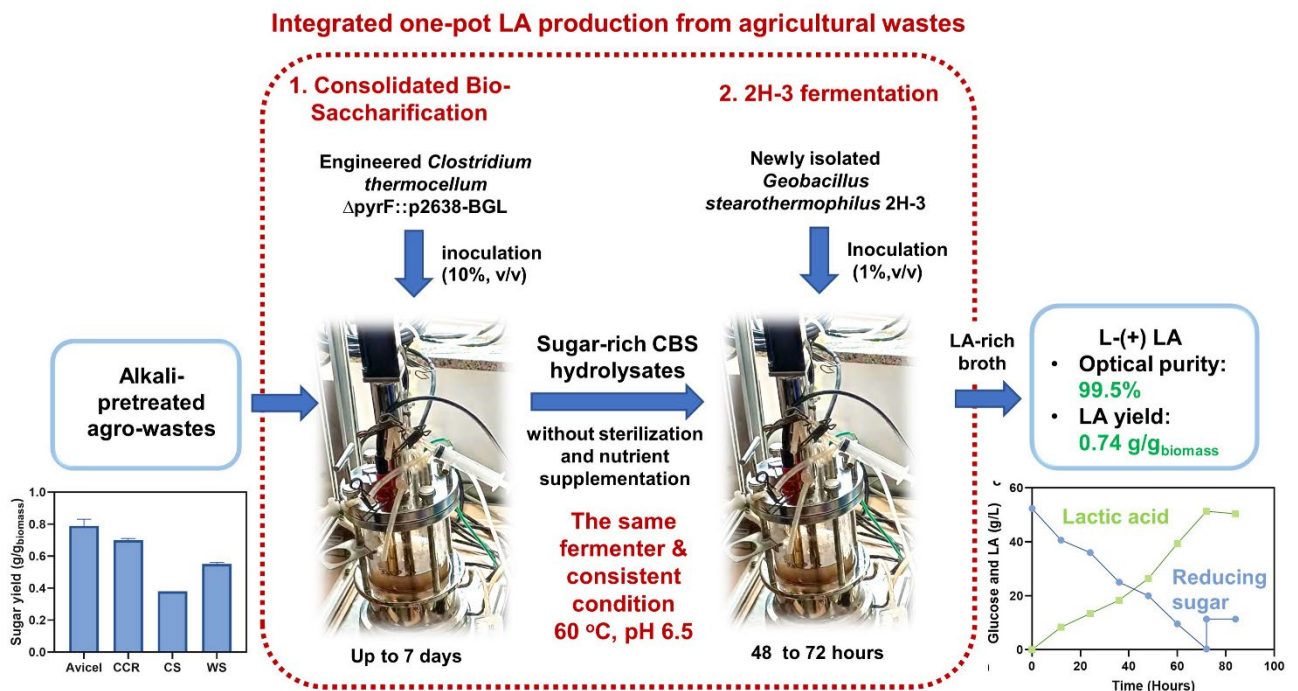 Integrated one-pot LA production from agricultural wastes
1. Consolidated Bio-
Saccharification
Engineered Clostridium
thermocellum
ΔpyrF::p2638-BGL
inoculation
(10%, v/v)
2. 2H-3 fermentation
Newly isolated
Geobacillus
stearothermophilus 2H-3
Inoculation
(1%,v/v)
Alkali-
pretreated
agro-wastes
Sugar-rich CBS
hydrolysates
without sterilization
and nutrient
supplementation
The same
fermenter &
consistent
condition
60 °C, pH 6.5
LA-rich
broth
L-(+) LA
• Optical purity:
99.5%
• LA yield:
0.74 g/gbiomass
Up to 7 days
48 to 72 hours
Sugar yield (g/gbiomass)
1.0
0.8
0.6
0.4
0.2
0.0
Avicel CCR CS WS
Glucose and LA (g/L)
60
40
20
0
Lactic acid
Reducing
sugar
0 20 40 60 80 100
Time (Hours)